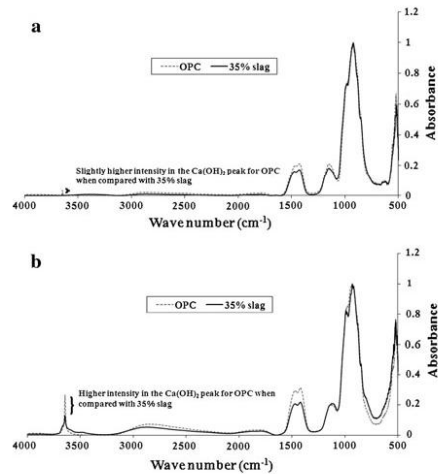 a
1.2
1
0.8
0.6
0.4
0.2
0
Absorbance
OPC 35% slag
Slightly higher intensity in the Ca(OH)₂ peak for OPC
when compared with 35% slag
4000 3500 3000 2500 2000 1500 1000 500
Wave number (cm⁻¹)
b
1.2
1
0.8
0.6
0.4
0.2
0
Absorbance
OPC 35% slag
Higher intensity in the Ca(OH)₂ peak for OPC when
compared with 35% slag
4000 3500 3000 2500 2000 1500 1000 500
Wave number (cm⁻¹)